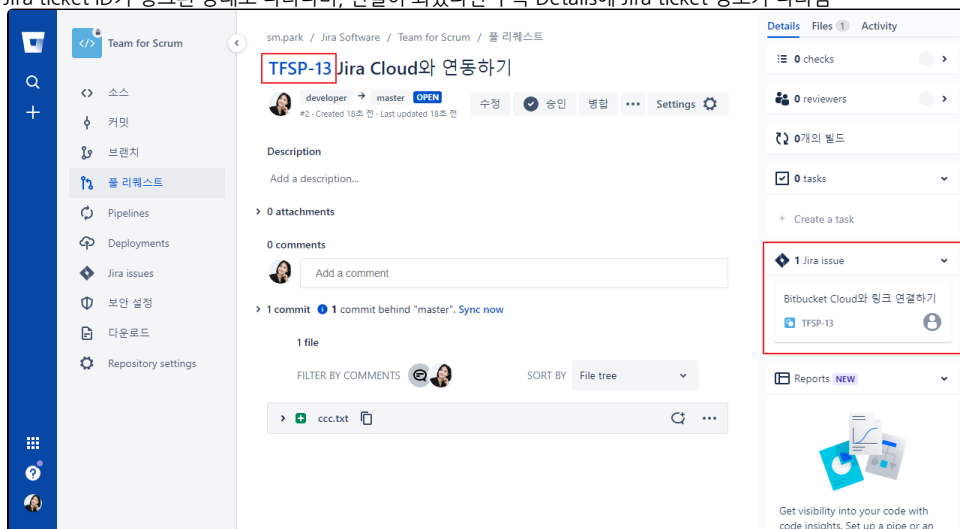 Jira ticket ID가 링크된 형태로 나타나며, 연결이 되었다면 우측 Details에 Jira ticket 정보가 나타남
Team for Scrum
소스
커밋
브랜치
풀 리퀘스트
Pipelines
Deployments
Jira issues
보안 설정
다운로드
Repository settings
sm.park / Jira Software / Team for Scrum / 풀 리퀘스트
TFSP-13 Jira Cloud와 연동하기
developer → master OPEN
#2 · Created 18초 전 · Last updated 18초 전
수정 승인 병합 ••• Settings
Description
Add a description...
0 attachments
0 comments
Add a comment
1 commit 1 commit behind "master". Sync now
1 file
FILTER BY COMMENTS SORT BY File tree
ccc.txt
Details Files 1 Activity
0 checks
0 reviewers
0개의 빌드
0 tasks
+ Create a task
1 Jira issue
Bitbucket Cloud와 링크 연결하기
TFSP-13
Reports NEW
Get visibility into your code with
code insights. Set up a pipe or an